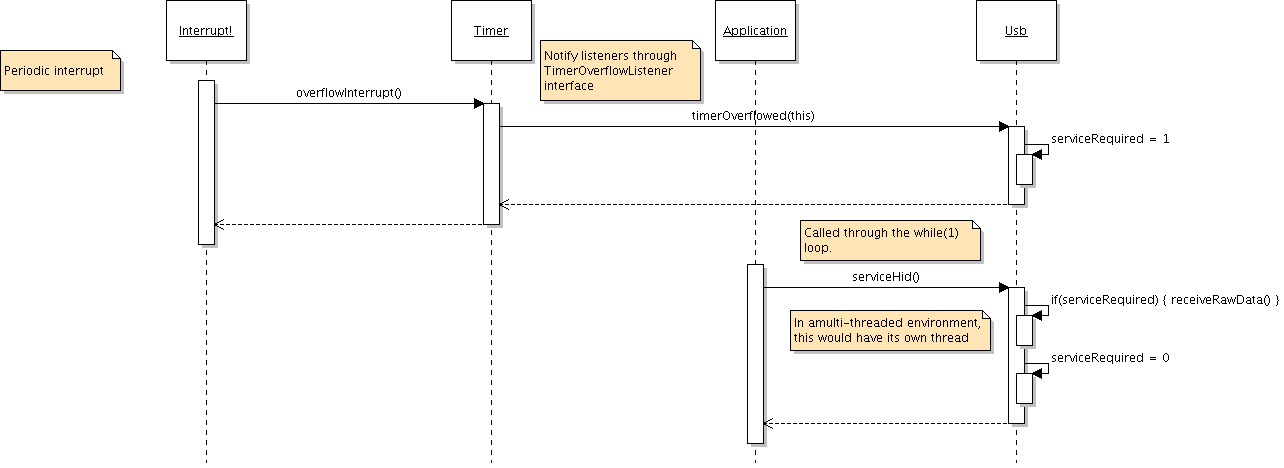 Interrupt!
Timer
Application
Usb
Periodic interrupt
Notify listeners through
TimerOverflowListener
interface
overflowInterrupt()
timerOverflowed(this)
serviceRequired = 1
Called through the while(1)
loop.
serviceHid()
if(serviceRequired) { receiveRawData() }
In amulti-threaded environment,
this would have its own thread
serviceRequired = 0